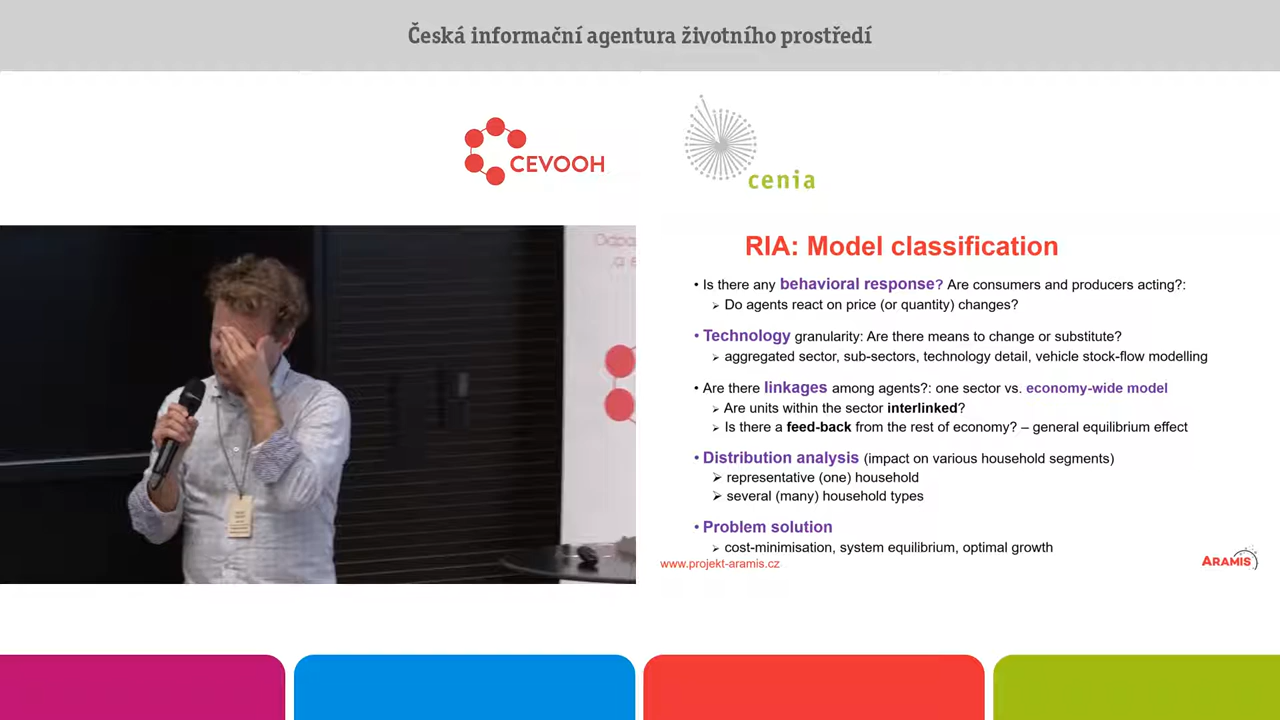 Česká informační agentura životního prostředí
CEVOOH
cenia
RIA: Model classification
• Is there any behavioral response? Are consumers and producers acting?:
➢ Do agents react on price (or quantity) changes?
• Technology granularity: Are there means to change or substitute?
➢ aggregated sector, sub-sectors, technology detail, vehicle stock-flow modelling
• Are there linkages among agents?: one sector vs. economy-wide model
➢ Are units within the sector interlinked?
➢ Is there a feed-back from the rest of economy? – general equilibrium effect
• Distribution analysis (impact on various household segments)
➢ representative (one) household
➢ several (many) household types
• Problem solution
➢ cost-minimisation, system equilibrium, optimal growth
www.projekt-aramis.cz
ARAMIS